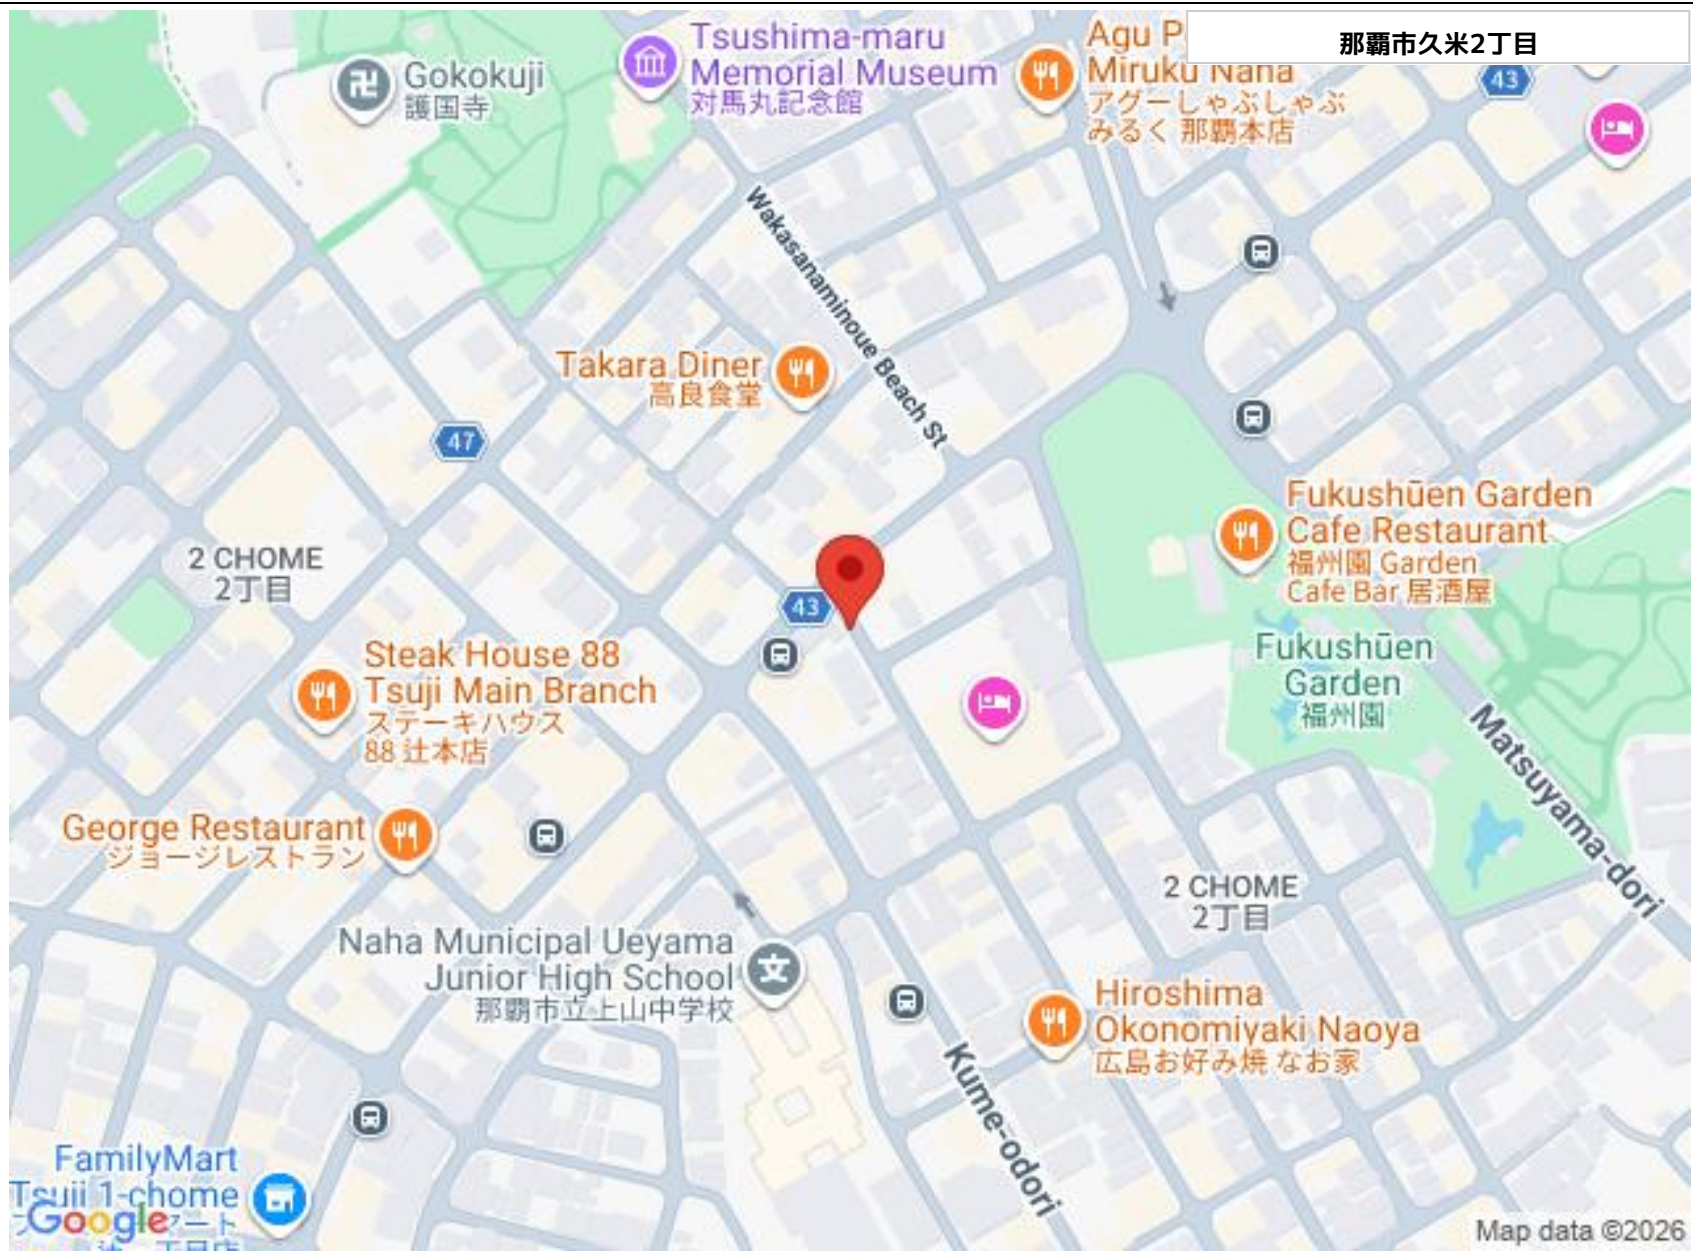 那覇市久米2丁目
Tsushima-maru
Memorial Museum
対馬丸記念館
Agu P
Miruku Naha
アグーしゃぶしゃぶ
みるく 那覇本店
43
Gokokuji
護国寺
Wakasanaminoue Beach St
Takara Diner
高良食堂
47
Fukushūen Garden
Cafe Restaurant
福州園 Garden
Cafe Bar 居酒屋
2 CHOME
2丁目
43
Fukushūen
Garden
福州園
Steak House 88
Tsuji Main Branch
ステーキハウス
88 辻本店
Matsuyama-dori
George Restaurant
ジョージレストラン
2 CHOME
2丁目
Naha Municipal Ueyama
Junior High School
那覇市立上山中学校
文
Hiroshima
Okonomiyaki Naoya
広島お好み焼 なお家
Kume-odori
FamilyMart
Tsuji 1-chome
Google
Map data ©2026